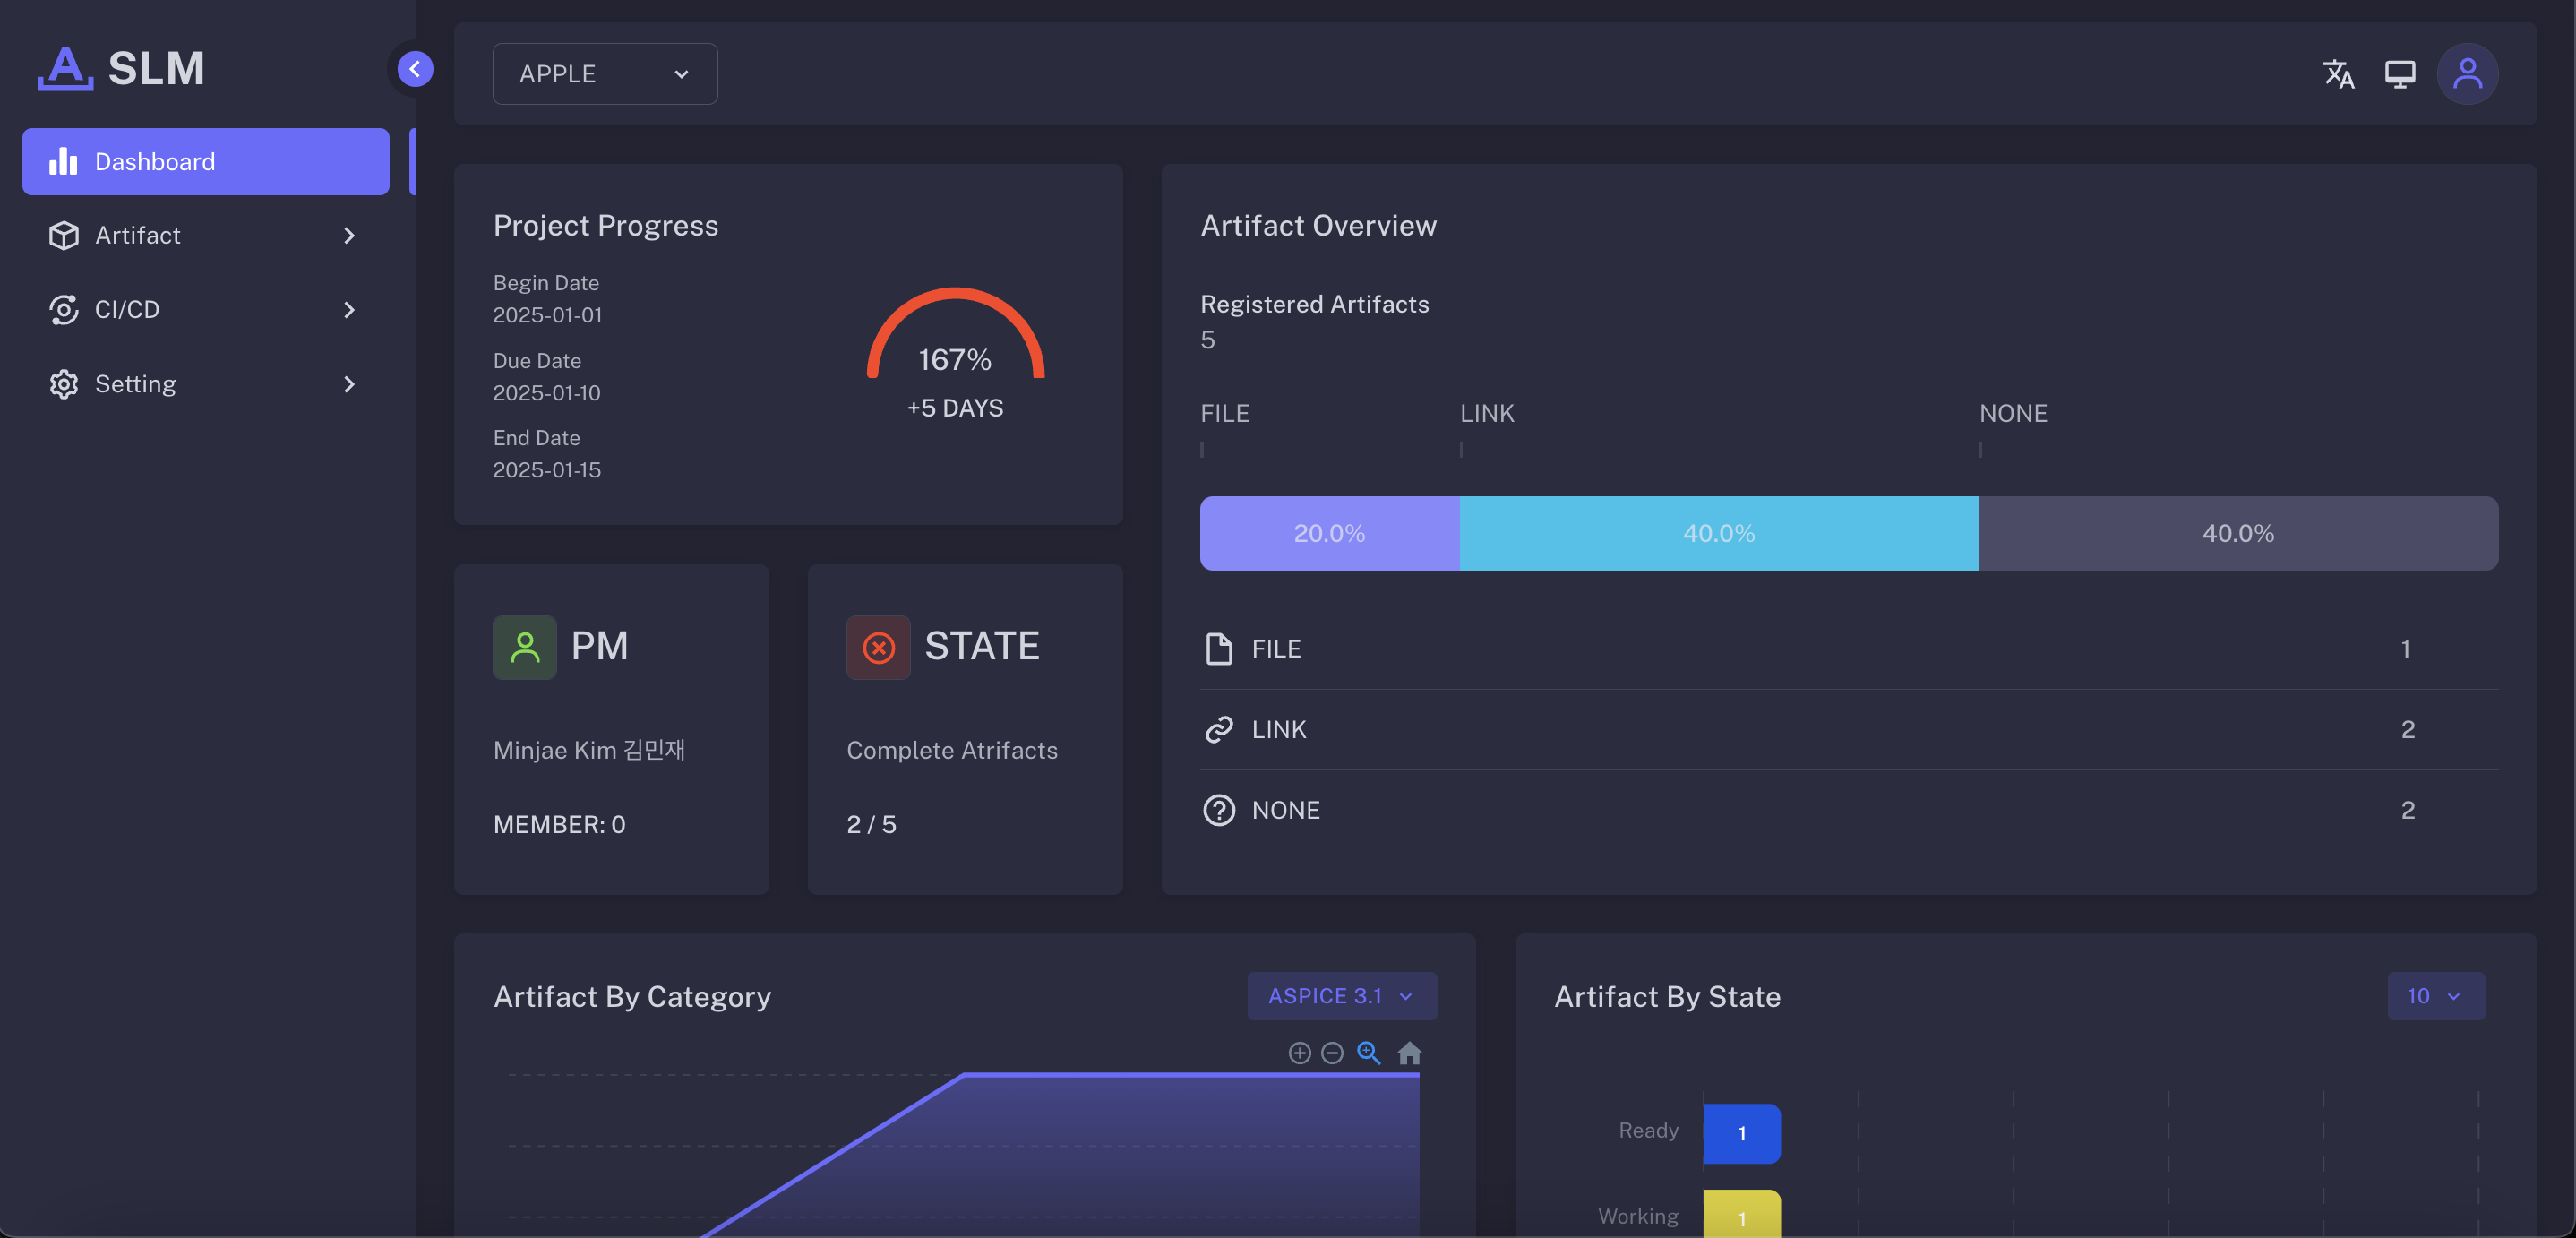 SLM
Dashboard
Artifact
CI/CD
Setting
APPLE
Project Progress
Begin Date
2025-01-01
Due Date
2025-01-10
End Date
2025-01-15
167%
+5 DAYS
Artifact Overview
Registered Artifacts
5
FILE LINK NONE
20.0% 40.0% 40.0%
FILE 1
LINK 2
NONE 2
PM
Minjae Kim 김민재
MEMBER: 0
STATE
Complete Atrifacts
2 / 5
Artifact By Category
ASPICE 3.1
Artifact By State
10
Ready 1
Working 1